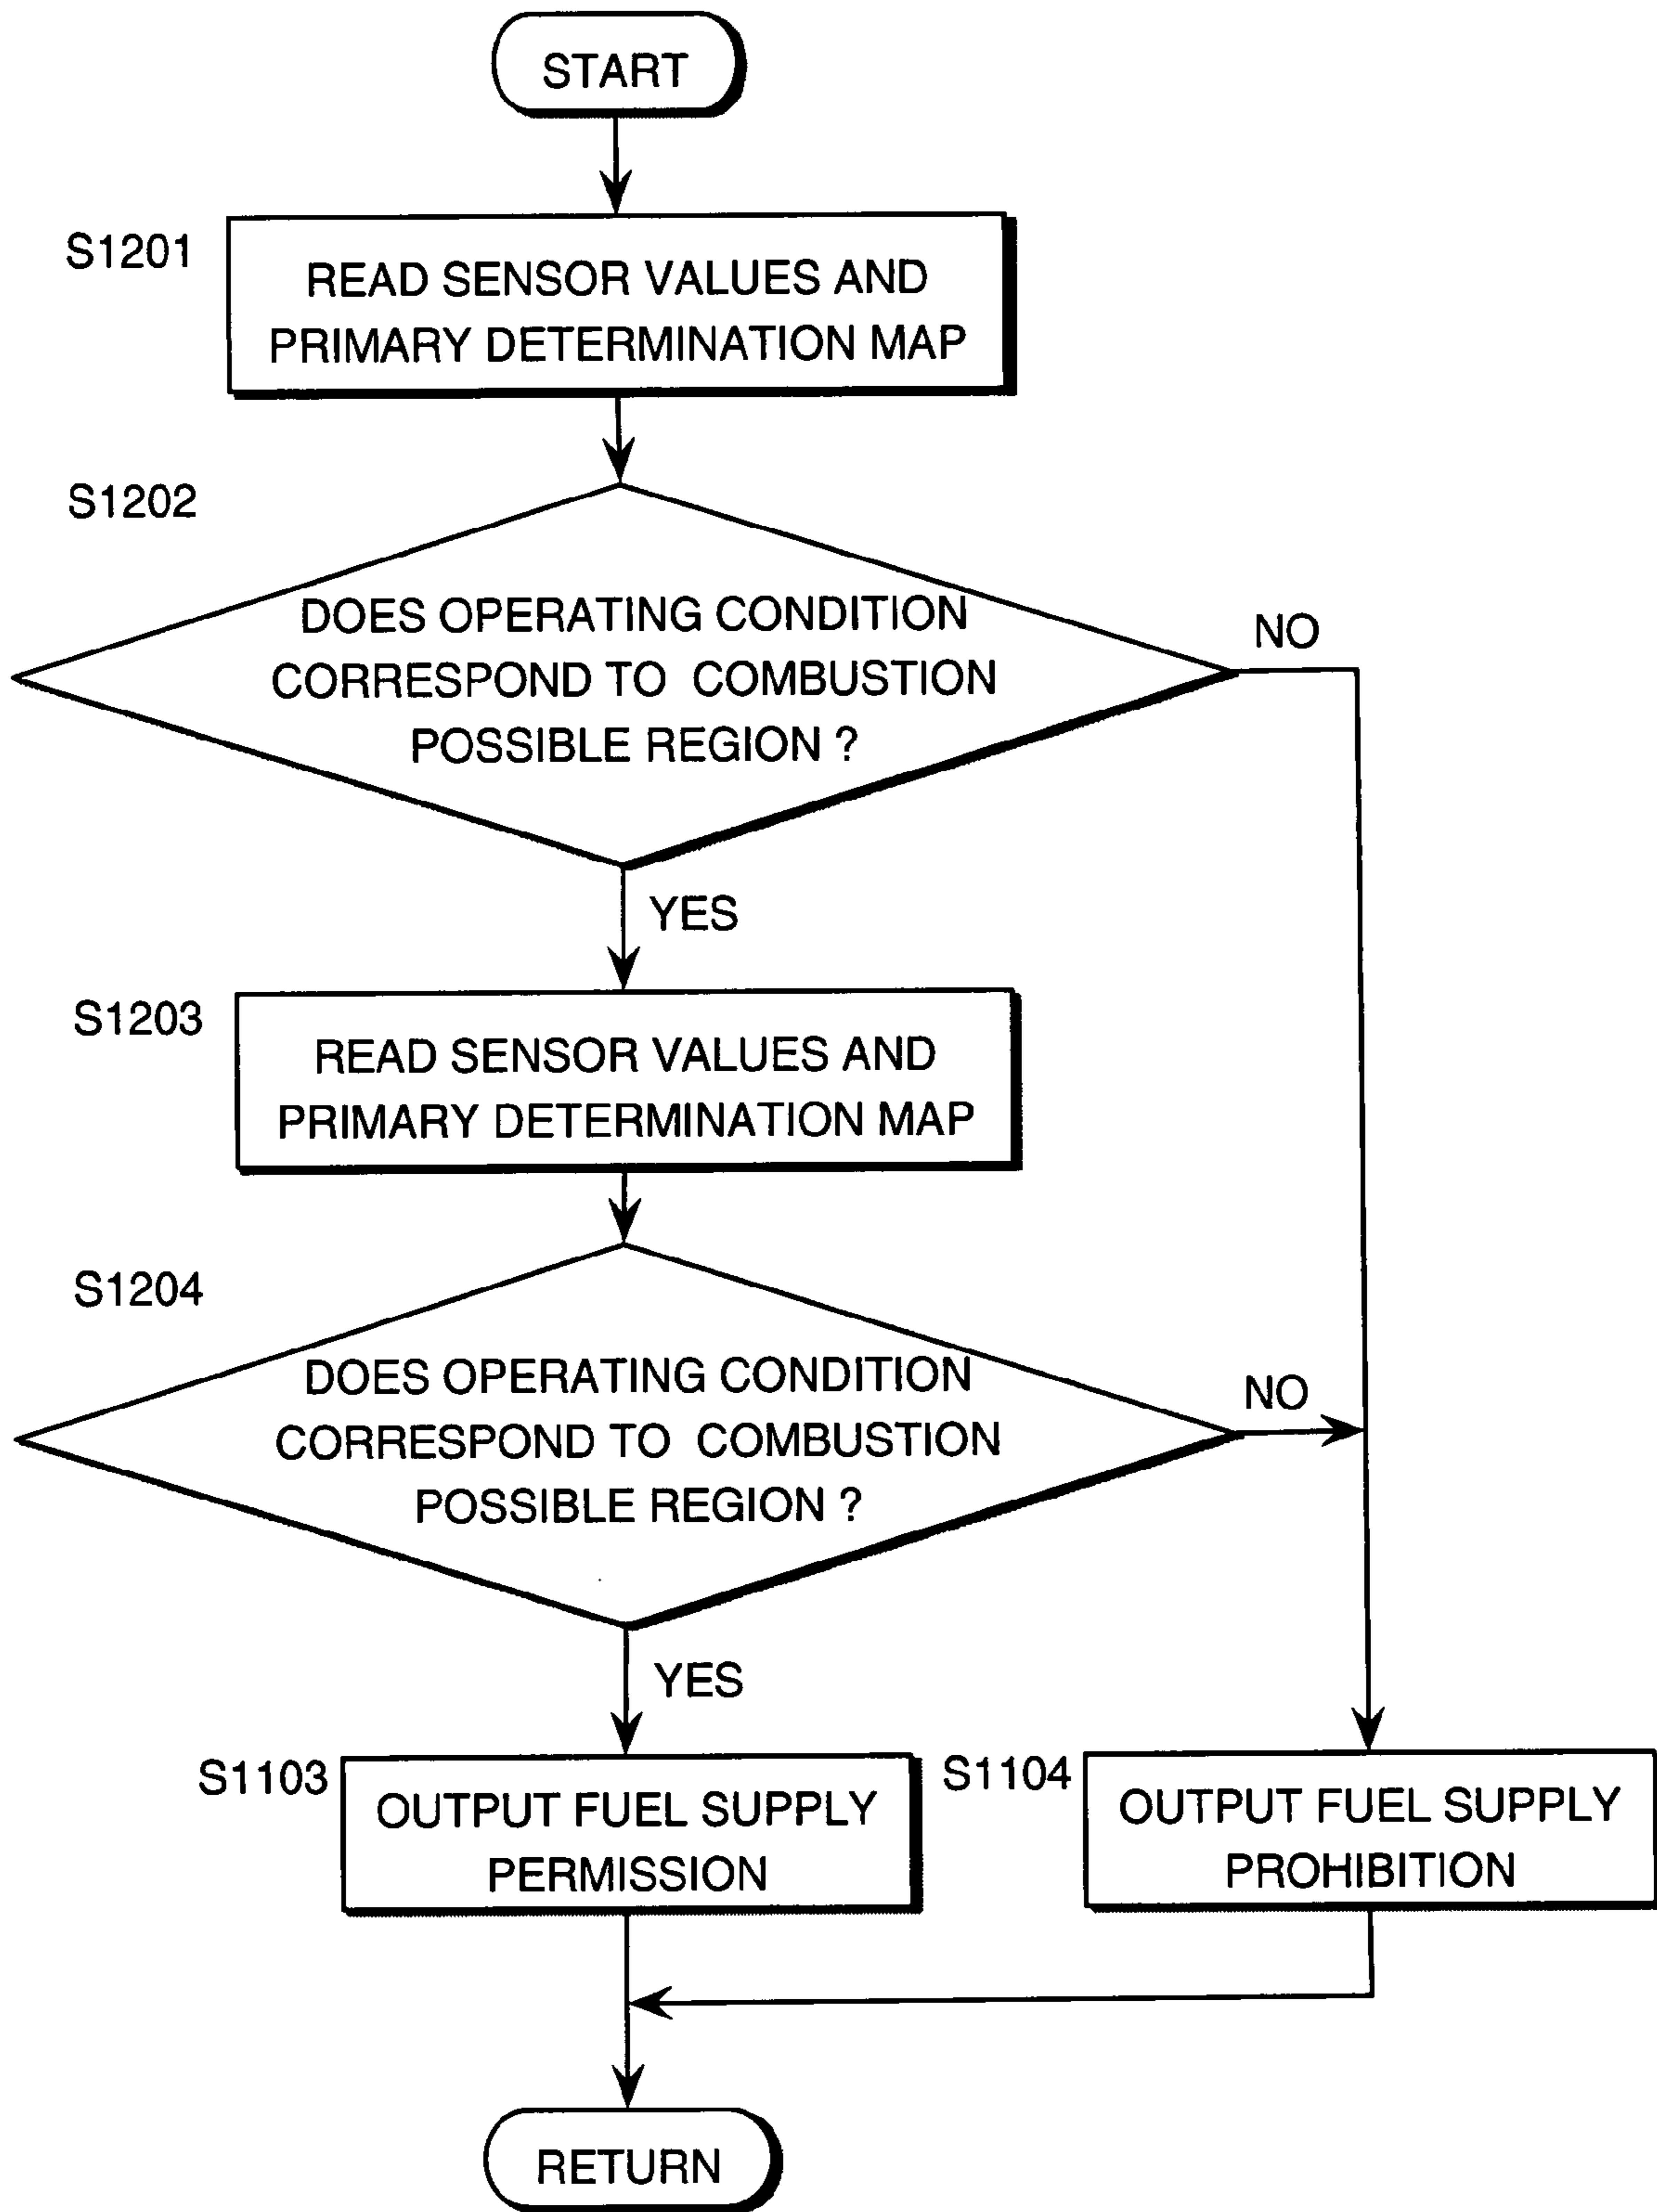 START
S1201
READ SENSOR VALUES AND
PRIMARY DETERMINATION MAP
S1202
DOES OPERATING CONDITION
CORRESPOND TO COMBUSTION
POSSIBLE REGION ?
NO
YES
S1203
READ SENSOR VALUES AND
PRIMARY DETERMINATION MAP
S1204
DOES OPERATING CONDITION
CORRESPOND TO COMBUSTION
POSSIBLE REGION ?
NO
YES
S1103
OUTPUT FUEL SUPPLY
PERMISSION
S1104
OUTPUT FUEL SUPPLY
PROHIBITION
RETURN